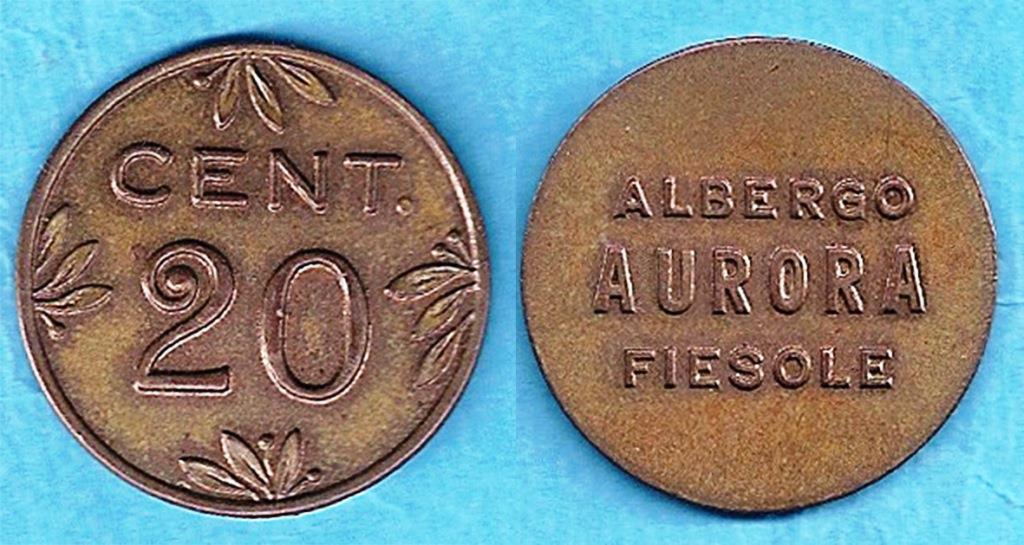 CENT.
20
ALBERGO
AURORA
FIESOLE